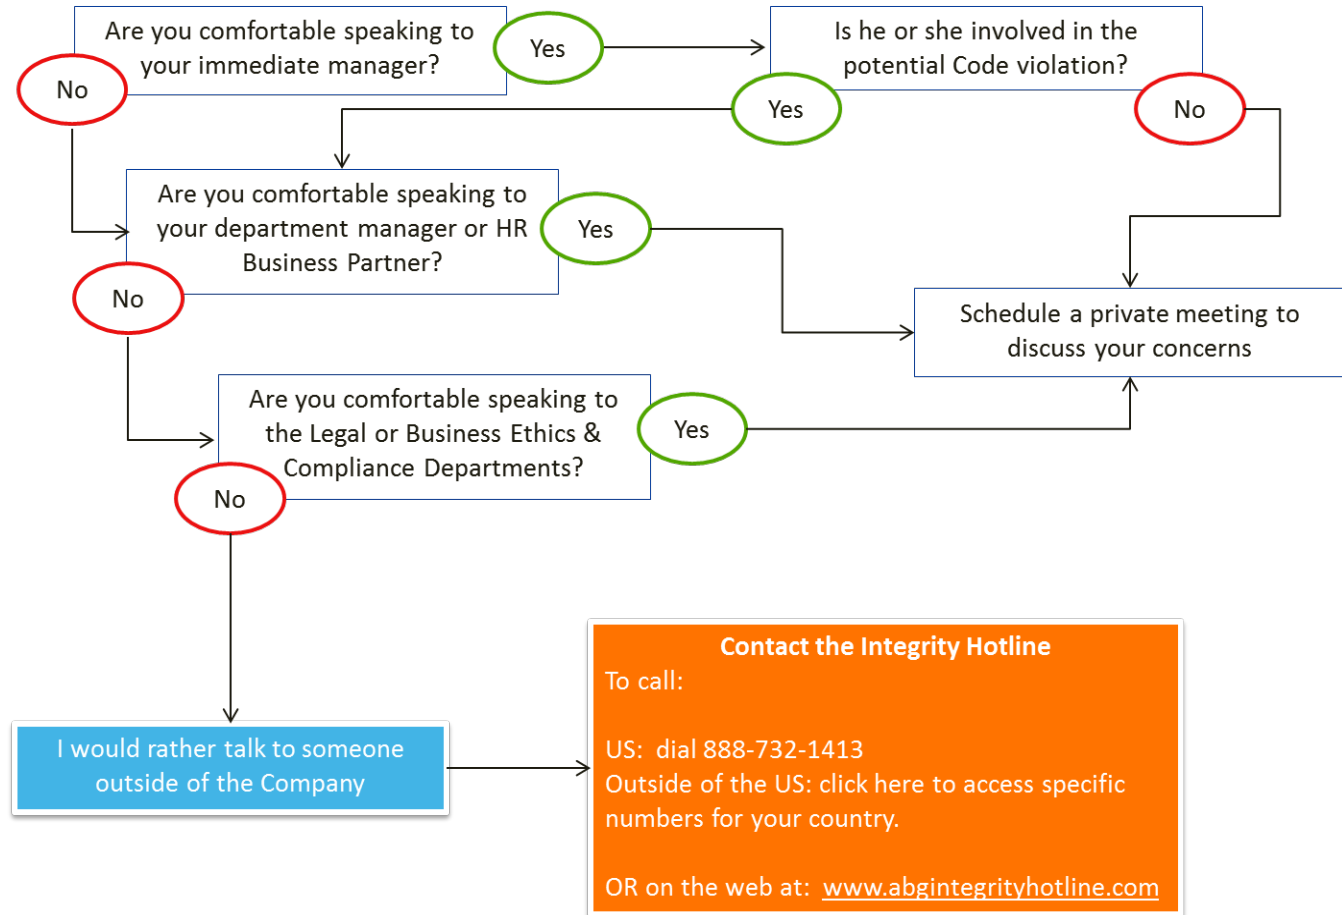 Are you comfortable speaking to
your immediate manager?
Yes
No
Is he or she involved in the
potential Code violation?
Yes
No
Are you comfortable speaking to
your department manager or HR
Business Partner?
Yes
No
Schedule a private meeting to
discuss your concerns
Are you comfortable speaking to
the Legal or Business Ethics &
Compliance Departments?
Yes
No
I would rather talk to someone
outside of the Company
Contact the Integrity Hotline
To call:
US: dial 888-732-1413
Outside of the US: click here to access specific
numbers for your country.
OR on the web at: www.abgintegrityhotline.com